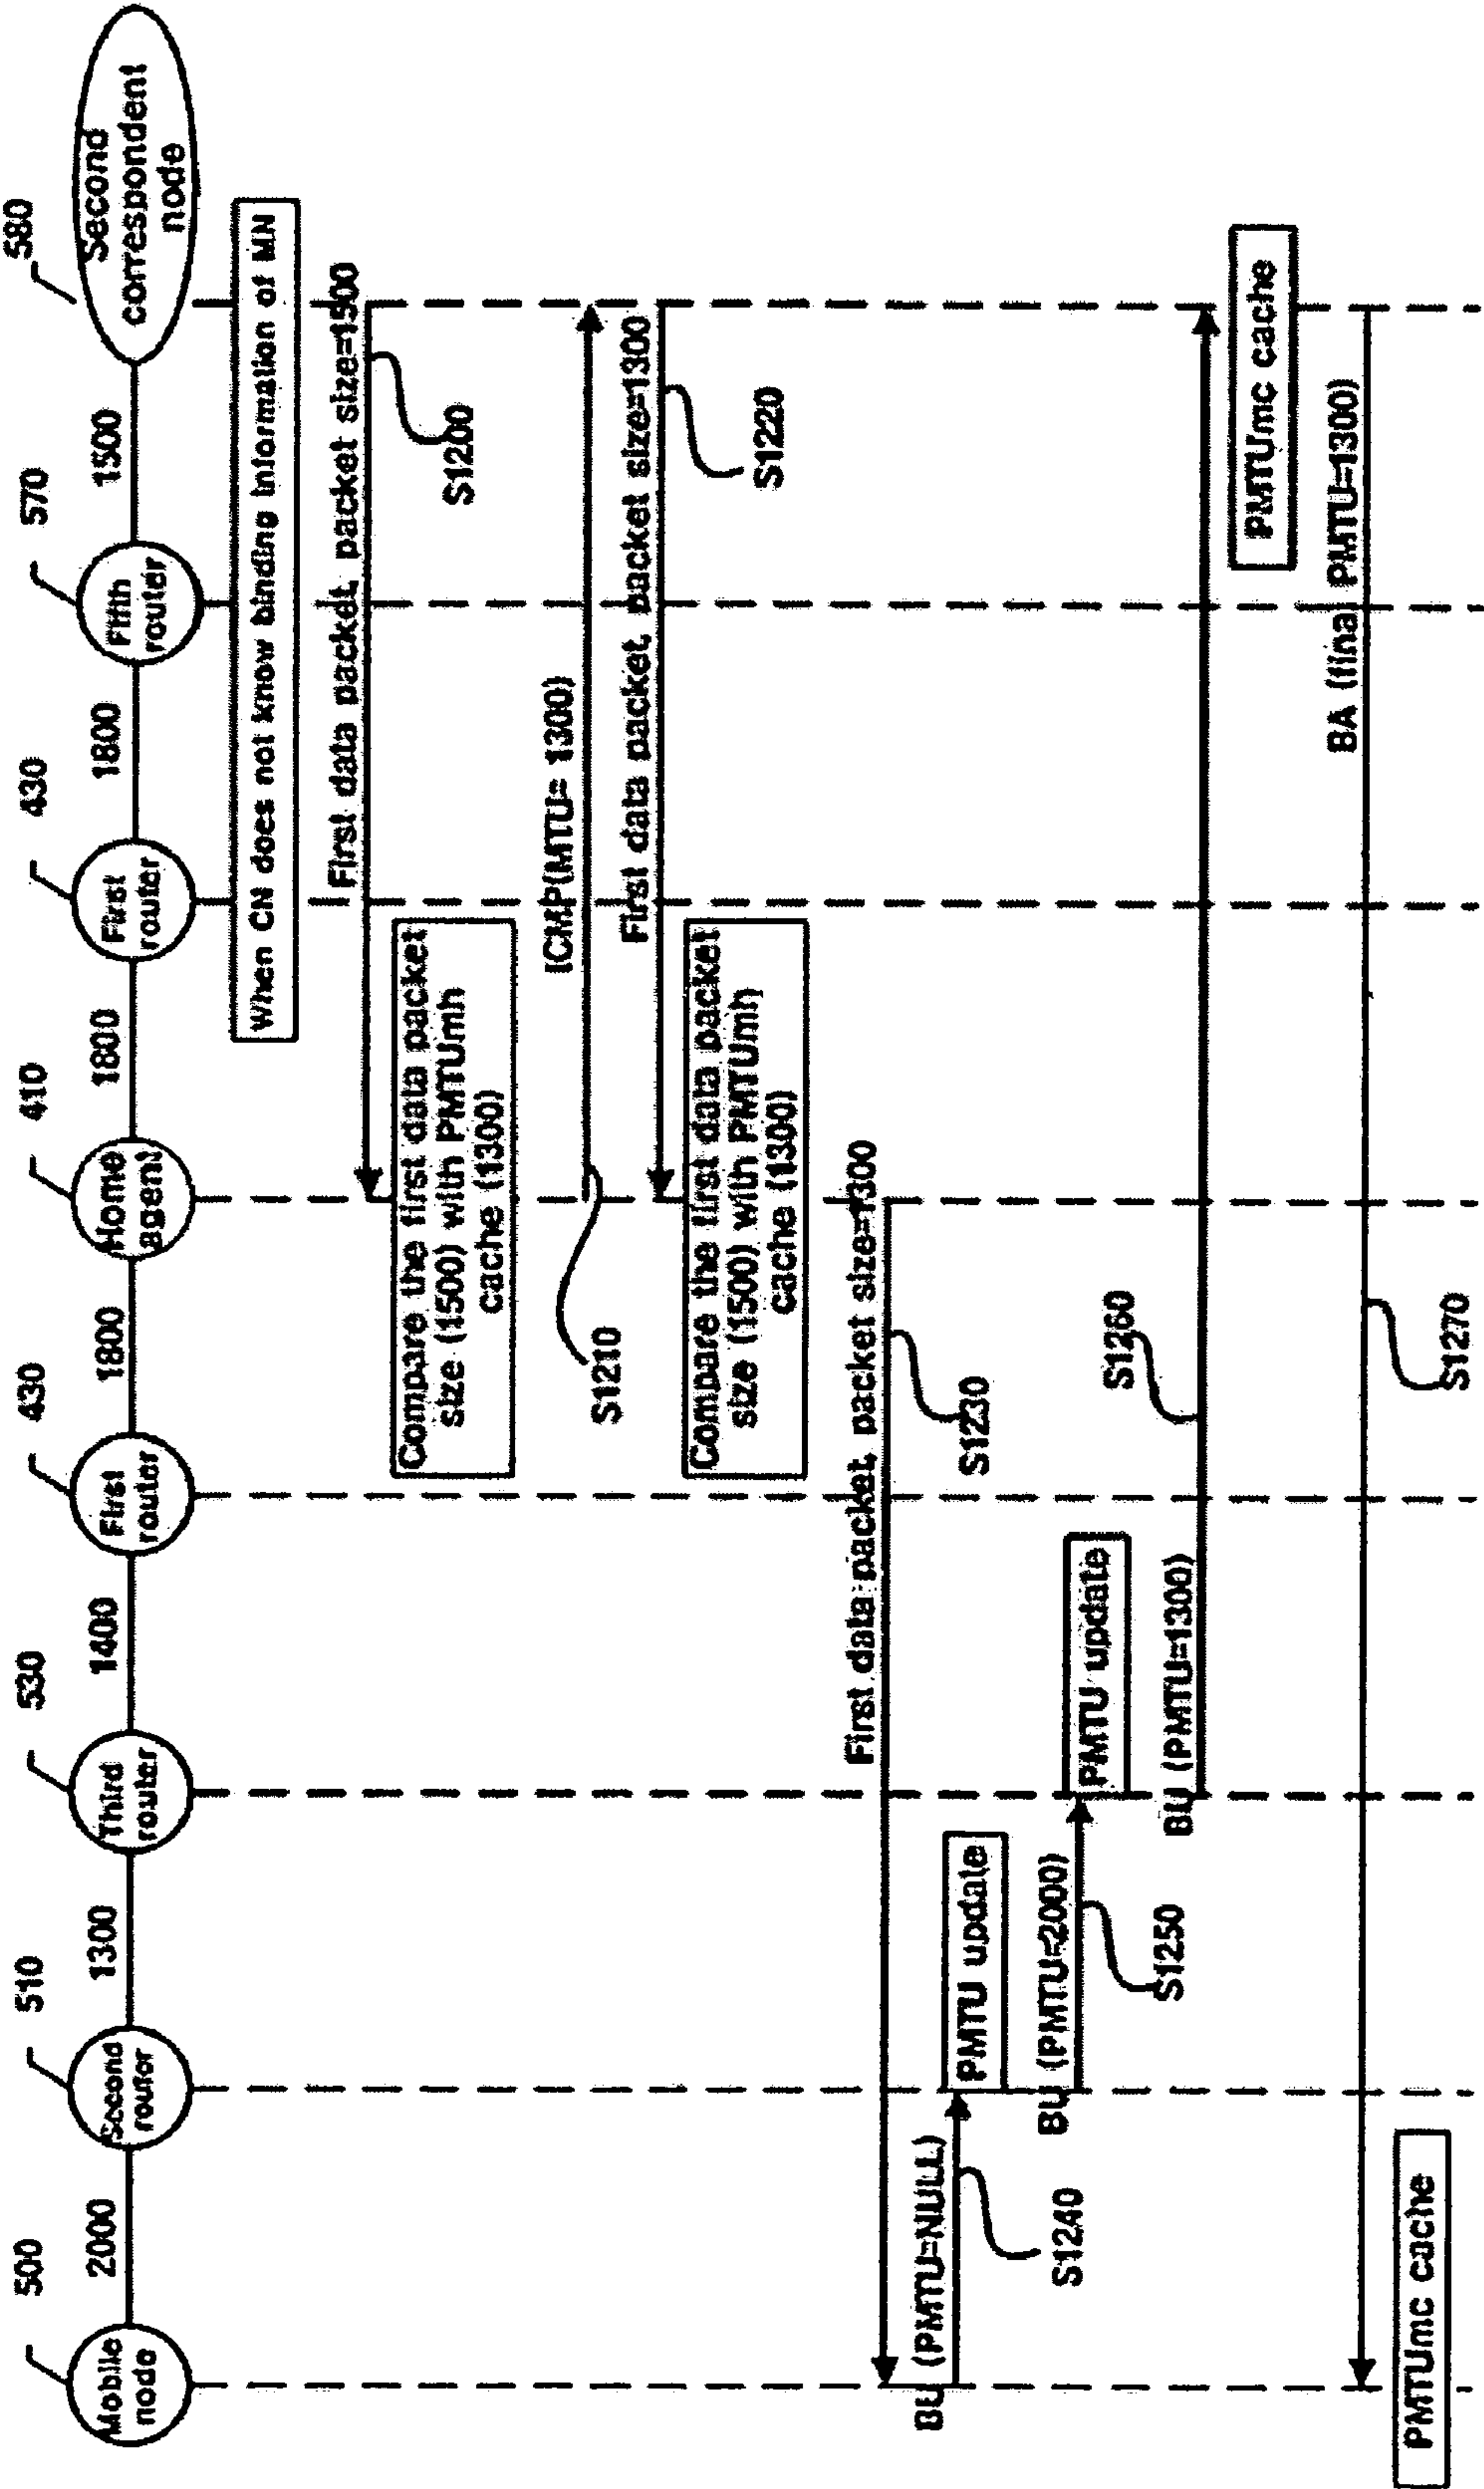 500
510
530
430
410
430
570
580
Mobile
node
2000
Second
router
1300
Third
router
1400
First
router
1800
Home
agent
1800
First
router
1800
Fifth
router
1500
Second
correspondent
node
When CN does not know binding information of MN
First data packet, packet size=1500
S1200
Compare the first data packet
size (1500) with PMTUmh
cache (1300)
ICMP(MTU= 1300)
S1210
First data packet, packet size=1300
S1220
Compare the first data packet
size (1500) with PMTUmh
cache (1300)
First data packet, packet size=1300
S1230
BU (PMTU=NULL)
S1240
PMTU update
BU (PMTU=2000)
S1250
PMTU update
BU (PMTU=1300)
S1260
PMTUmc cache
BA (final PMTU=1300)
S1270
PMTUmc cache